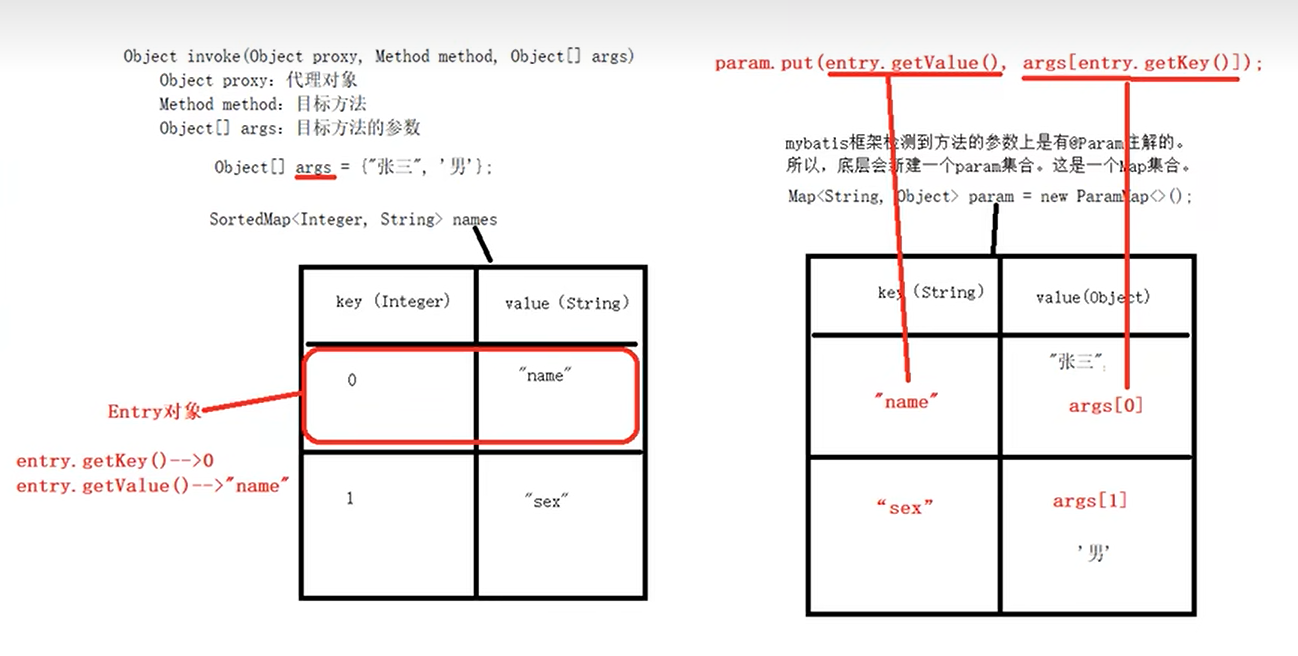 Object invoke(Object proxy, Method method, Object[] args)
Object proxy: 代理对象
Method method: 目标方法
Object[] args: 目标方法的参数
Object[] args = {"张三", '男'};
SortedMap<Integer, String> names
key (Integer)
value (String)
0
"name"
Entry对象
entry.getKey()-->0
entry.getValue()-->"name"
1
"sex"
param.put(entry.getValue(), args[entry.getKey()]);
mybatis框架检测到方法的参数上是有@Param注解的。
所以，底层会新建一个param集合。这是一个Map集合。
Map<String, Object> param = new ParamMap<>();
key (String)
value(Object)
"张三";
"name"
args[0]
“sex”
args[1]
'男'